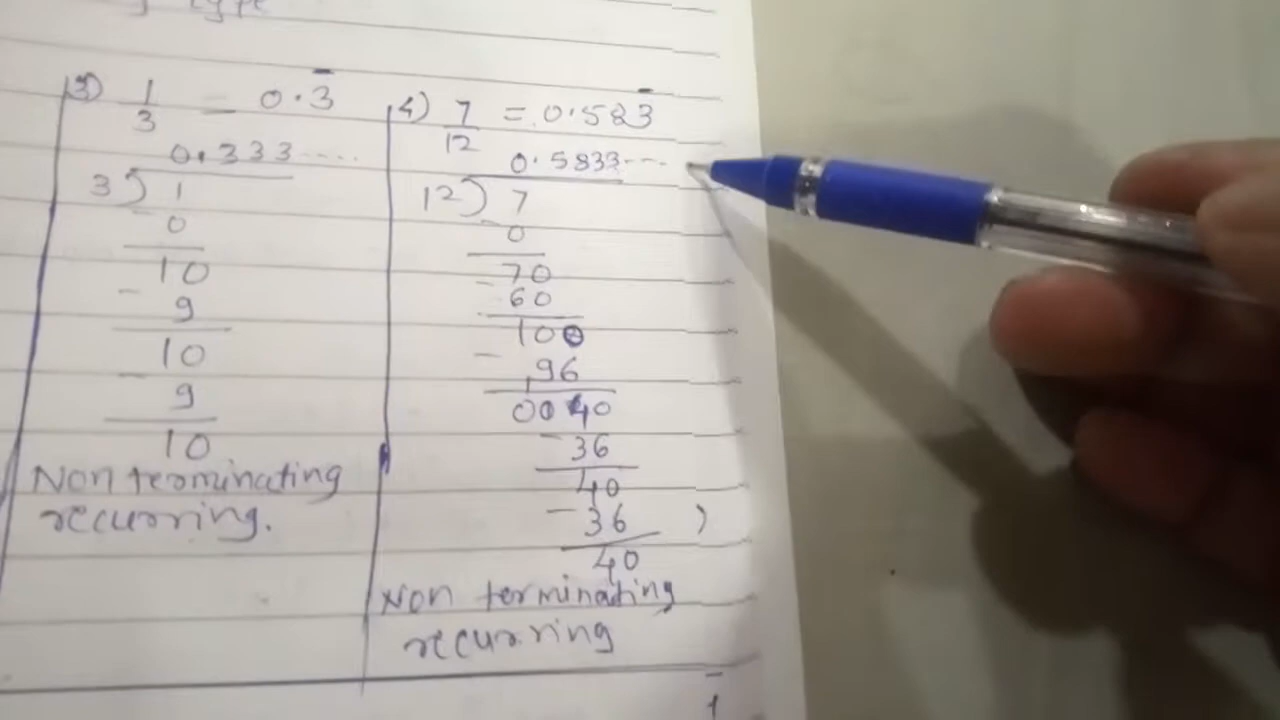 type
3) 1/3 = 0.3̅
0.333....
3) 1
- 0
10
- 9
10
- 9
10
Non terminating
recurring.
4) 7/12 = 0.583̅
0.5833---
12) 7
- 0
70
- 60
100
- 96
0040
- 36
40
- 36
40
Non terminating
recurring